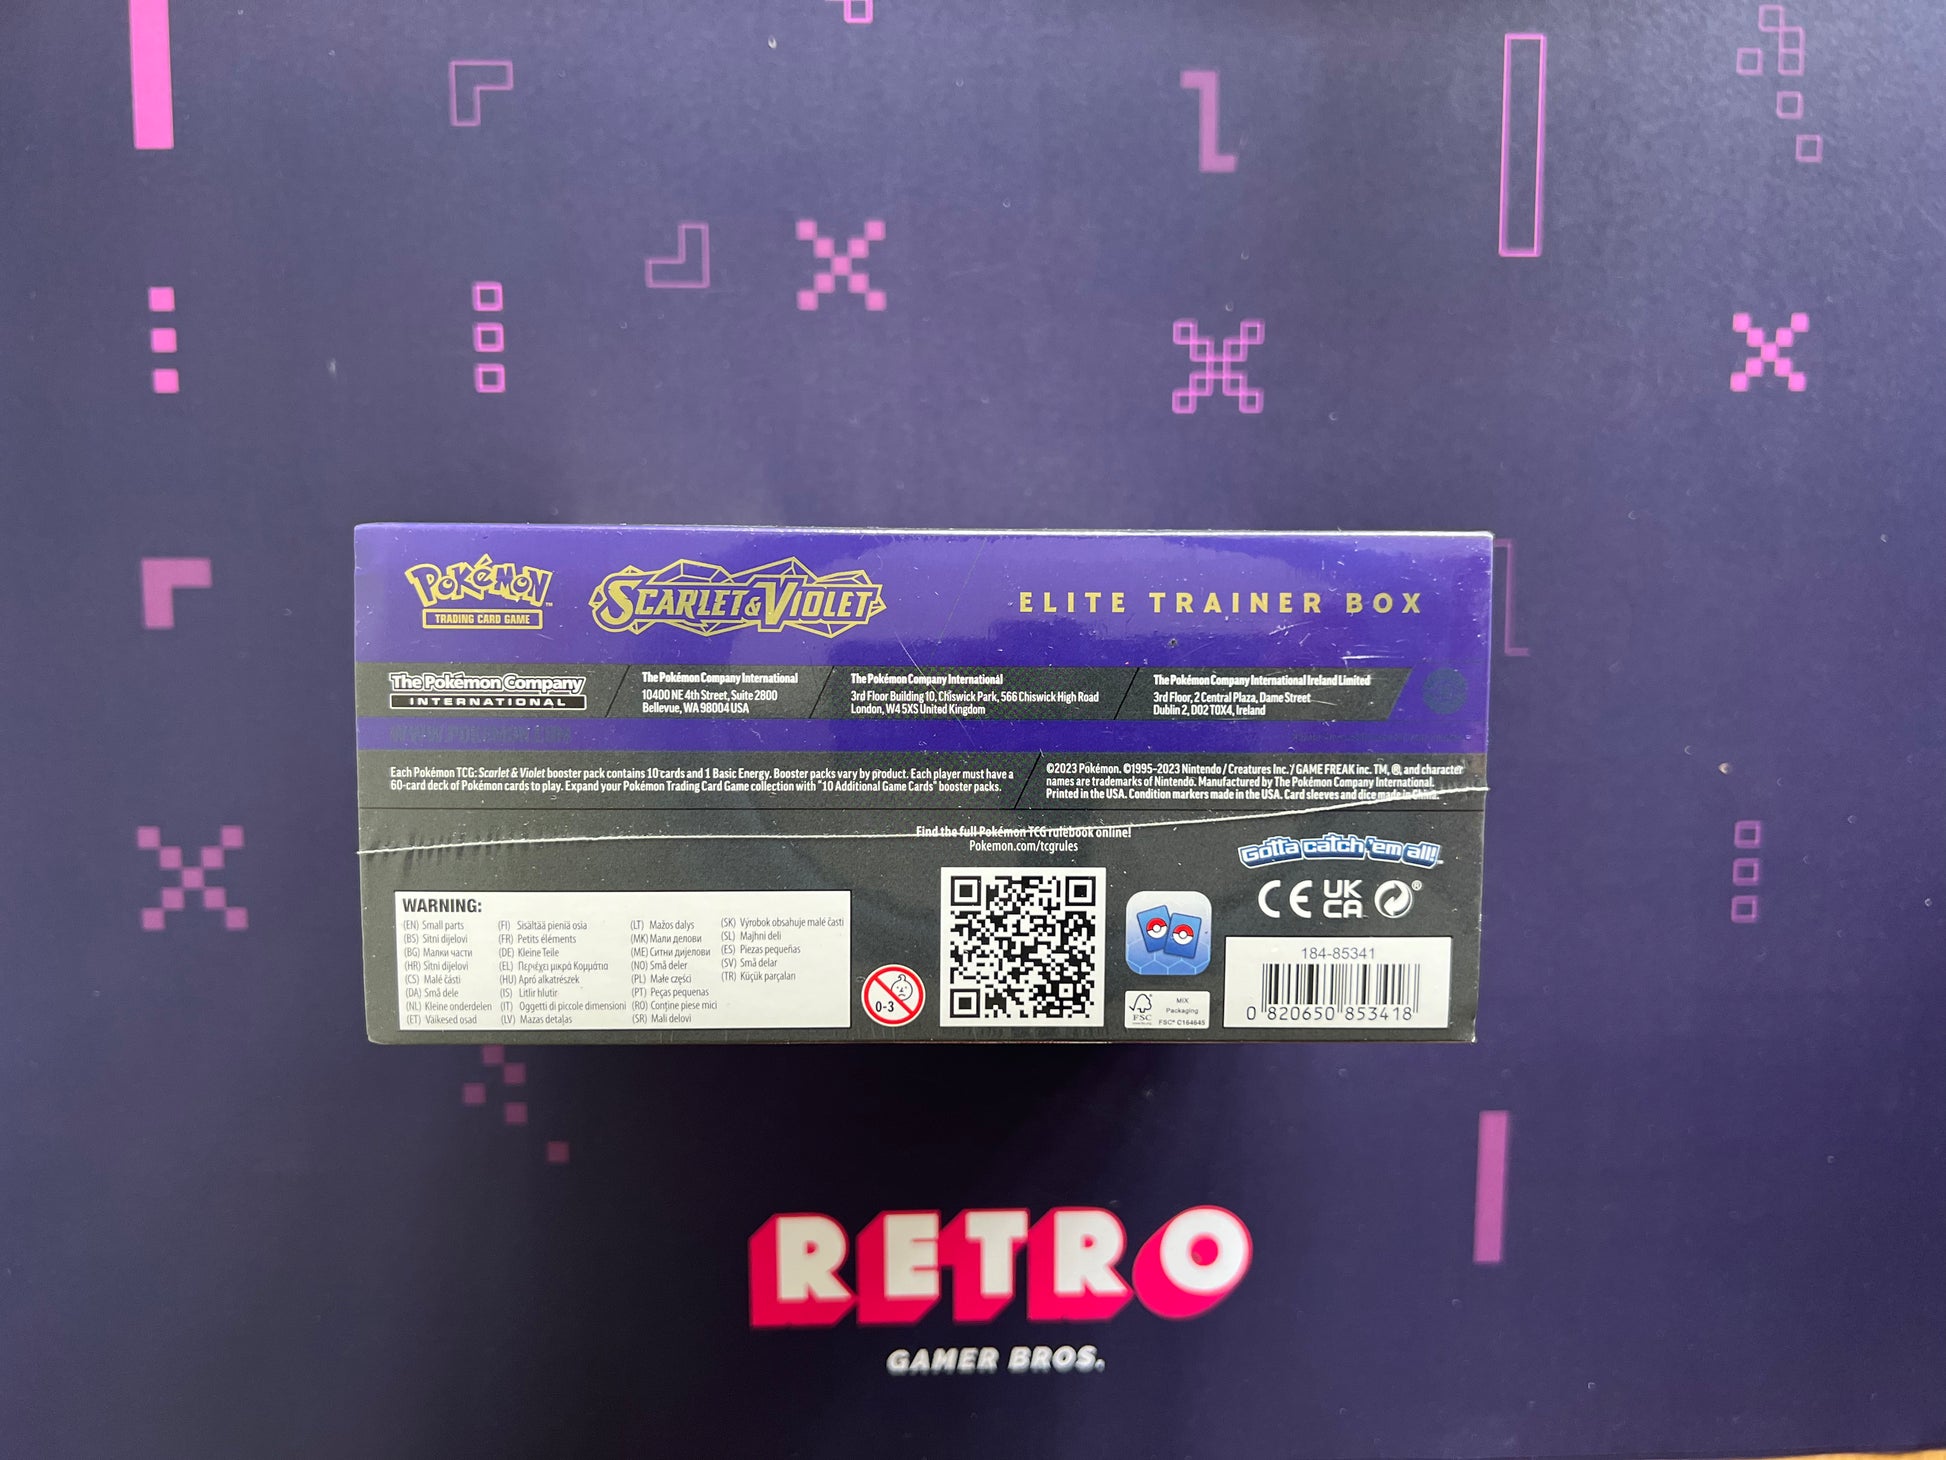 POKéMON™
TRADING CARD GAME
SCARLET & VIOLET
ELITE TRAINER BOX
The Pokémon Company
INTERNATIONAL
The Pokémon Company International
10400 NE 4th Street, Suite 2800
Bellevue, WA 98004 USA
The Pokémon Company International
3rd Floor Building 10, Chiswick Park, 566 Chiswick High Road
London, W4 5XS United Kingdom
The Pokémon Company International Ireland Limited
3rd Floor, 2 Central Plaza, Dame Street
Dublin 2, D02 T0X4, Ireland
WWW.POKEMON.COM
Each Pokémon TCG: Scarlet & Violet booster pack contains 10 cards and 1 Basic Energy. Booster packs vary by product. Each player must have a
60-card deck of Pokémon cards to play. Expand your Pokémon Trading Card Game collection with "10 Additional Game Cards" booster packs.
©2023 Pokémon. ©1995–2023 Nintendo / Creatures Inc. / GAME FREAK inc. TM, ®, and character
names are trademarks of Nintendo. Manufactured by The Pokémon Company International.
Printed in the USA. Condition markers made in the USA. Card sleeves and dice made in China.
Find the full Pokémon TCG rulebook online!
Pokemon.com/tcgrules
Gotta catch 'em all!™
CE UK CA ®
WARNING:
(EN) Small parts
(BS) Sitni dijelovi
(BG) Малки части
(HR) Sitni dijelovi
(CS) Malé části
(DA) Små dele
(NL) Kleine onderdelen
(ET) Väikesed osad
(FI) Sisältää pieniä osia
(FR) Petits éléments
(DE) Kleine Teile
(EL) Περιέχει μικρά Κομμάτια
(HU) Apró alkatrészek
(IS) Litlir hlutir
(IT) Oggetti di piccole dimensioni
(LV) Mazas detaļas
(LT) Mažos dalys
(MK) Мали делови
(ME) Ситни дијелови
(NO) Små deler
(PL) Małe części
(PT) Peças pequenas
(RO) Conține piese mici
(SR) Mali delovi
(SK) Výrobok obsahuje malé časti
(SL) Majhni deli
(ES) Piezas pequeñas
(SV) Små delar
(TR) Küçük parçaları
0-3
FSC
MIX
Packaging
FSC® C164645
184-85341
0 820650 853418
RETRO
GAMER BROS.